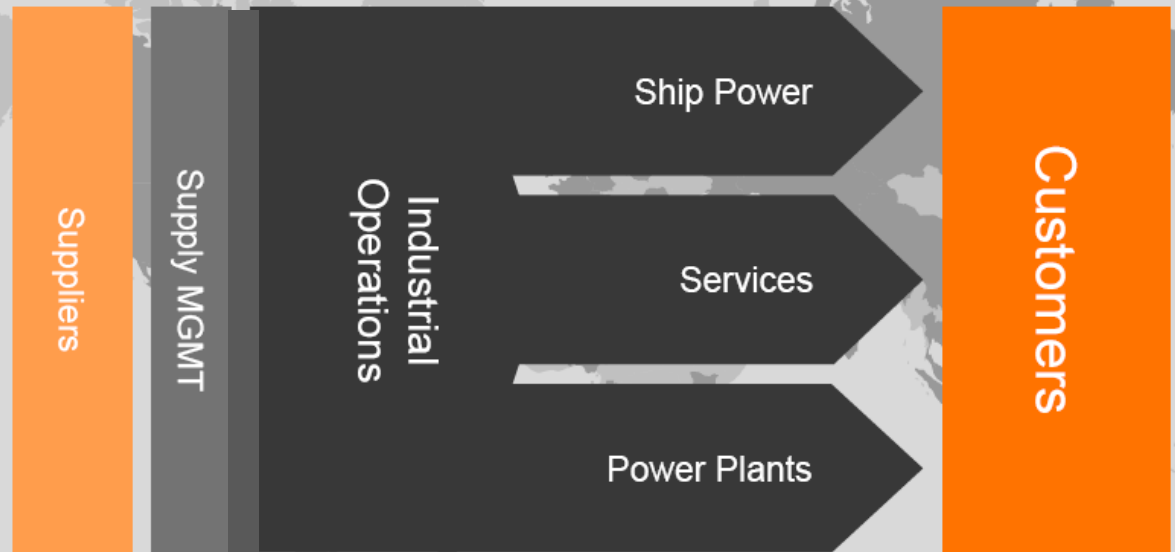 Suppliers
Supply MGMT
Industrial
Operations
Ship Power
Services
Power Plants
Customers